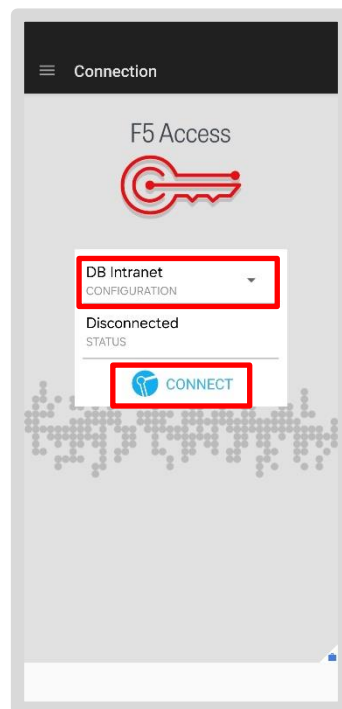 Connection
F5 Access
DB Intranet
CONFIGURATION
Disconnected
STATUS
CONNECT